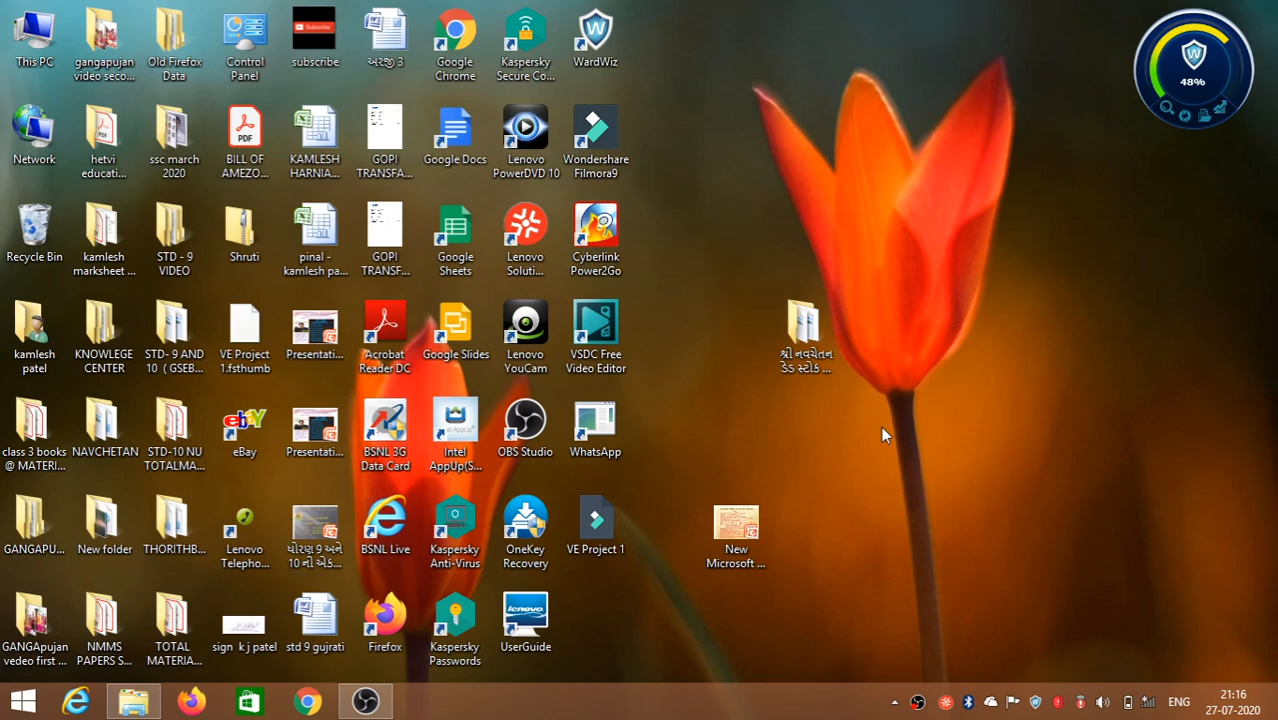 This PC
gangapujan
video seco...
Old Firefox
Data
Control
Panel
Subscribe
subscribe
અરજી 3
Google
Chrome
Kaspersky
Secure Co...
WardWiz
W
48%
Network
hetvi
educati...
ssc march
2020
PDF
BILL OF
AMEZO...
KAMLESH
HARNIA...
GOPI
TRANSFA...
Google Docs
Lenovo
PowerDVD 10
Wondershare
Filmora9
Recycle Bin
kamlesh
marksheet ...
STD - 9
VIDEO
Shruti
pinal -
kamlesh pa...
GOPI
TRANSF...
Google
Sheets
Lenovo
Soluti...
Cyberlink
Power2Go
kamlesh
patel
KNOWLEGE
CENTER
STD- 9 AND
10 ( GSEB...
VE Project
1.fsthumb
Presentati...
Acrobat
Reader DC
Google Slides
Lenovo
YouCam
VSDC Free
Video Editor
શ્રી નવચેતન
ડેડ સ્ટોક ...
class 3 books
@ MATERI...
NAVCHETAN
STD-10 NU
TOTALMA...
ebY
eBay
Presentati...
BSNL 3G
Data Card
Intel
AppUp(S...
OBS Studio
WhatsApp
GANGAPU...
New folder
THORITHB...
Lenovo
Telepho...
ધોરણ 9 અને
10 ની એક...
BSNL Live
Kaspersky
Anti-Virus
OneKey
Recovery
VE Project 1
New
Microsoft ...
GANGApujan
vedeo first ...
NMMS
PAPERS S...
TOTAL
MATERIA...
sign k j patel
std 9 gujrati
Firefox
Kaspersky
Passwords
lenovo
UserGuide
ENG
21:16
27-07-2020